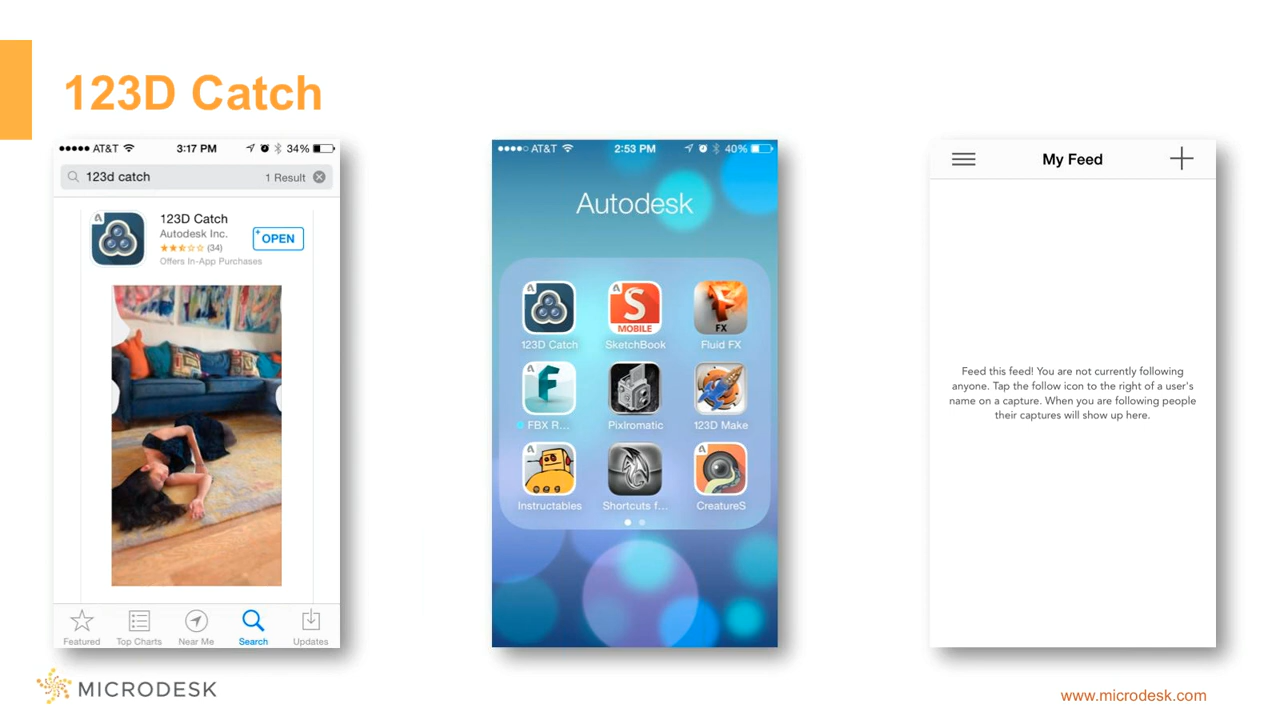 123D Catch
AT&T 3:17 PM 34%
123d catch 1 Result
123D Catch
Autodesk Inc.
(34)
Offers In-App Purchases
+OPEN
Featured Top Charts Near Me Search Updates
AT&T 2:53 PM 40%
Autodesk
S
MOBILE
FX
123D Catch SketchBook Fluid FX
F
FBX R... Pixlromatic 123D Make
Instructables Shortcuts f... CreatureS
My Feed
Feed this feed! You are not currently following
anyone. Tap the follow icon to the right of a user's
name on a capture. When you are following people
their captures will show up here.
MICRODESK
www.microdesk.com